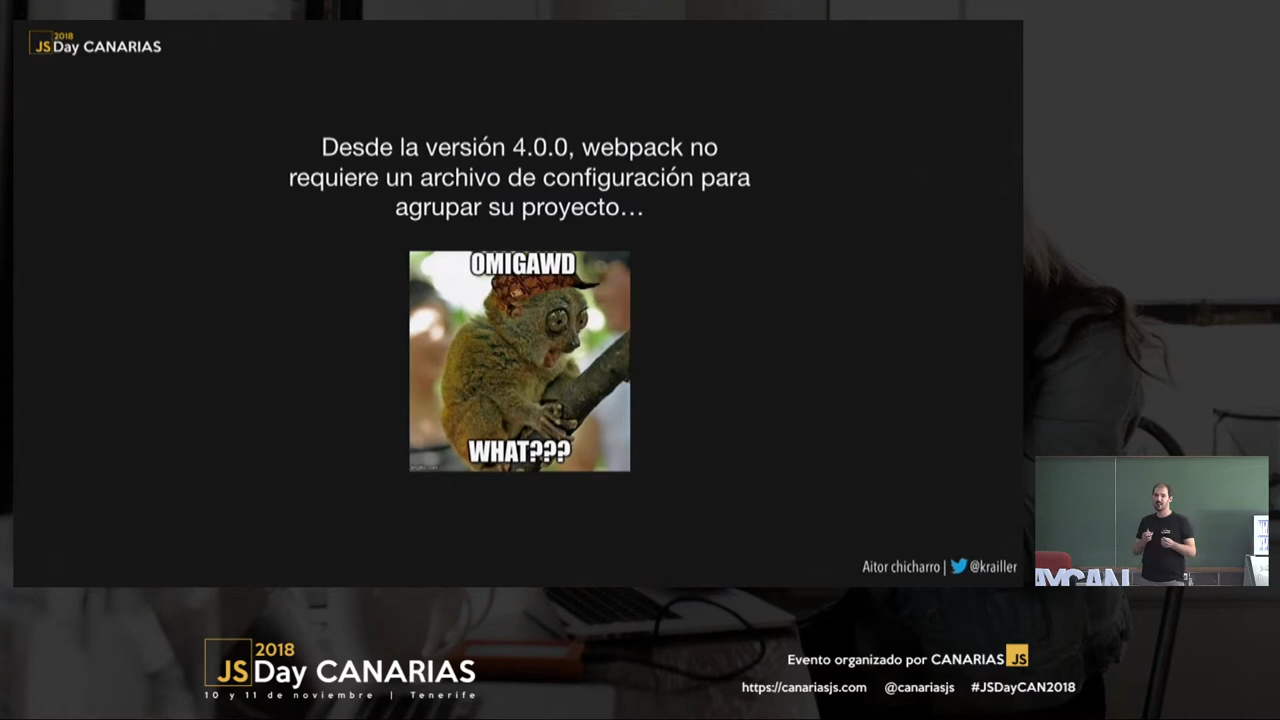 2018
JS Day CANARIAS
Desde la versión 4.0.0, webpack no
requiere un archivo de configuración para
agrupar su proyecto…
OMIGAWD
WHAT???
Aitor chicharro | @krailler
AYCAN
2018
JS Day CANARIAS
10 y 11 de noviembre | Tenerife
Evento organizado por CANARIAS JS
https://canariasjs.com @canariasjs #JSDayCAN2018